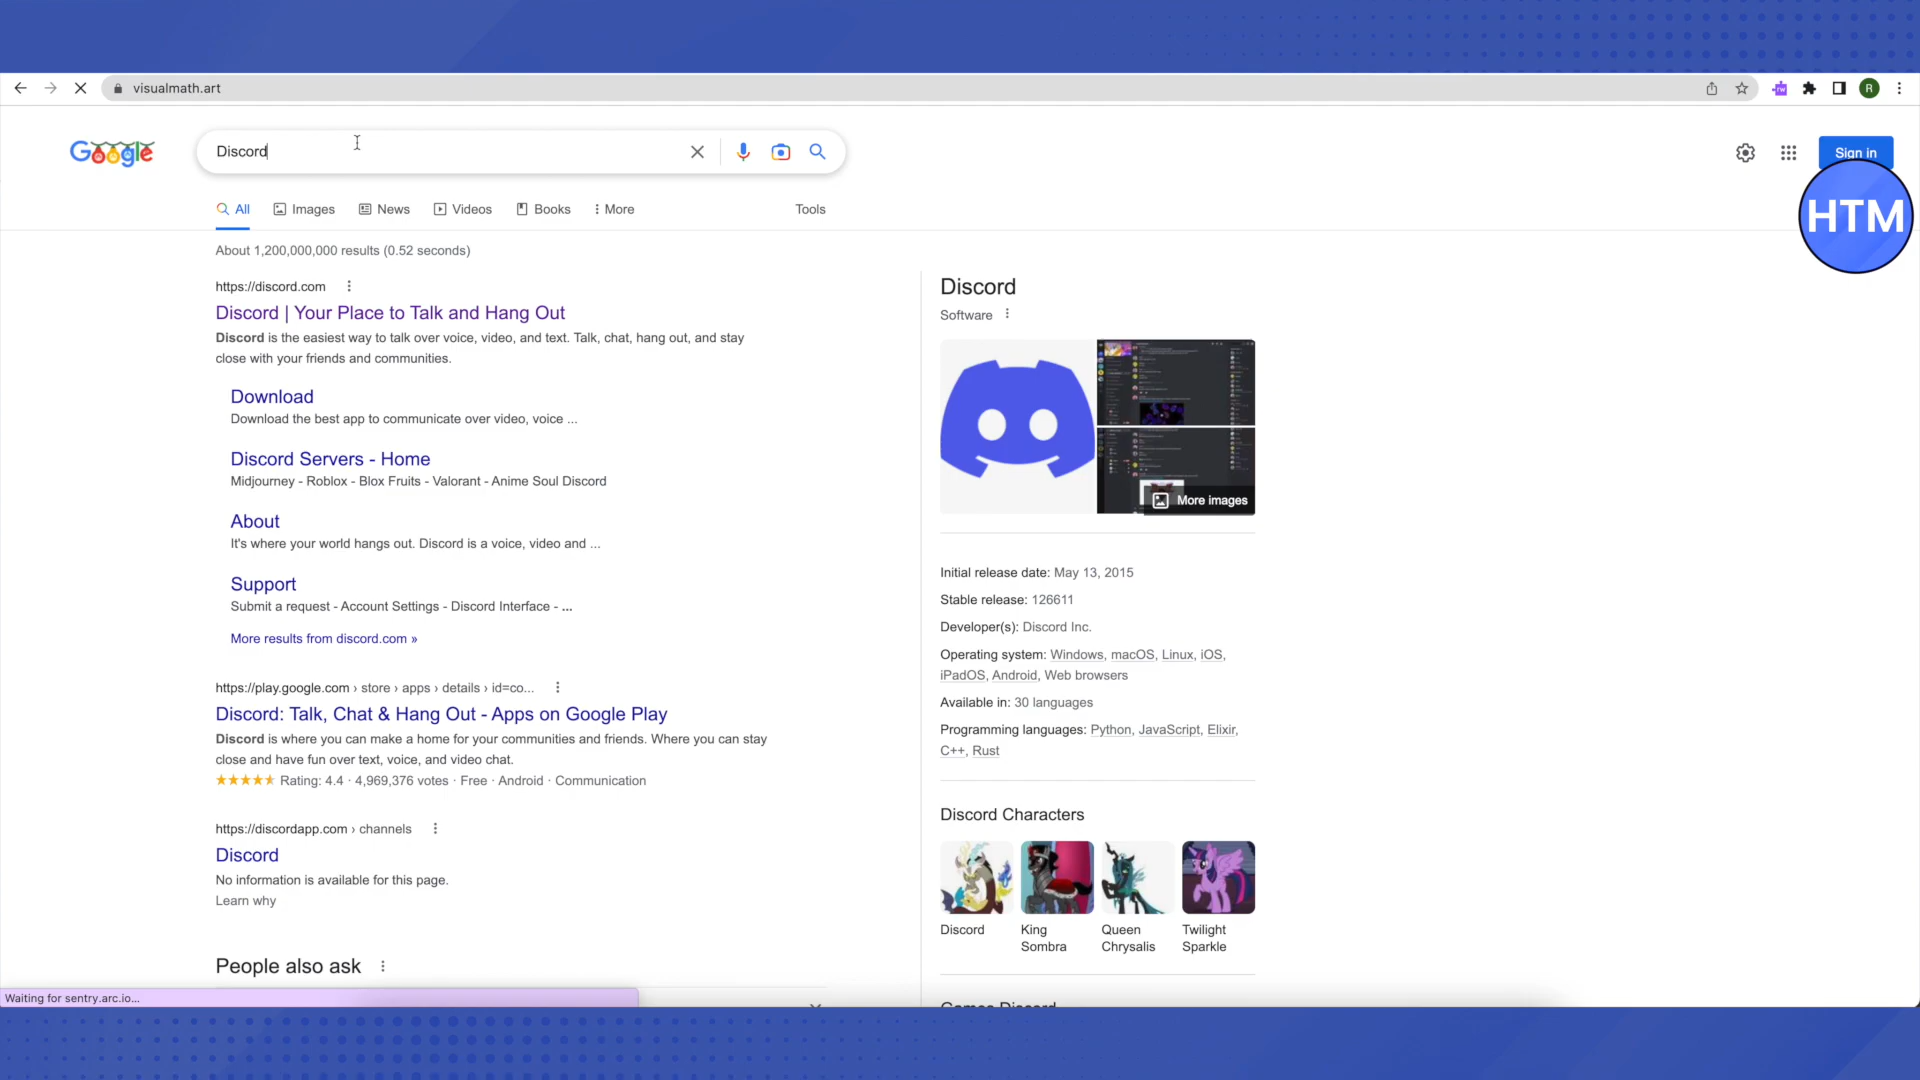 visualmath.art
R
Google
Discord
Sign in
HTM
All
Images
News
Videos
Books
More
Tools
About 1,200,000,000 results (0.52 seconds)
https://discord.com
Discord | Your Place to Talk and Hang Out
Discord is the easiest way to talk over voice, video, and text. Talk, chat, hang out, and stay
close with your friends and communities.
Download
Download the best app to communicate over video, voice ...
Discord Servers - Home
Midjourney - Roblox - Blox Fruits - Valorant - Anime Soul Discord
About
It's where your world hangs out. Discord is a voice, video and ...
Support
Submit a request - Account Settings - Discord Interface - ...
More results from discord.com »
https://play.google.com › store › apps › details › id=co...
Discord: Talk, Chat & Hang Out - Apps on Google Play
Discord is where you can make a home for your communities and friends. Where you can stay
close and have fun over text, voice, and video chat.
Rating: 4.4 · 4,969,376 votes · Free · Android · Communication
https://discordapp.com › channels
Discord
No information is available for this page.
Learn why
People also ask
Waiting for sentry.arc.io...
Discord
Software
More images
Initial release date: May 13, 2015
Stable release: 126611
Developer(s): Discord Inc.
Operating system: Windows, macOS, Linux, iOS,
iPadOS, Android, Web browsers
Available in: 30 languages
Programming languages: Python, JavaScript, Elixir,
C++, Rust
Discord Characters
Discord
King
Sombra
Queen
Chrysalis
Twilight
Sparkle